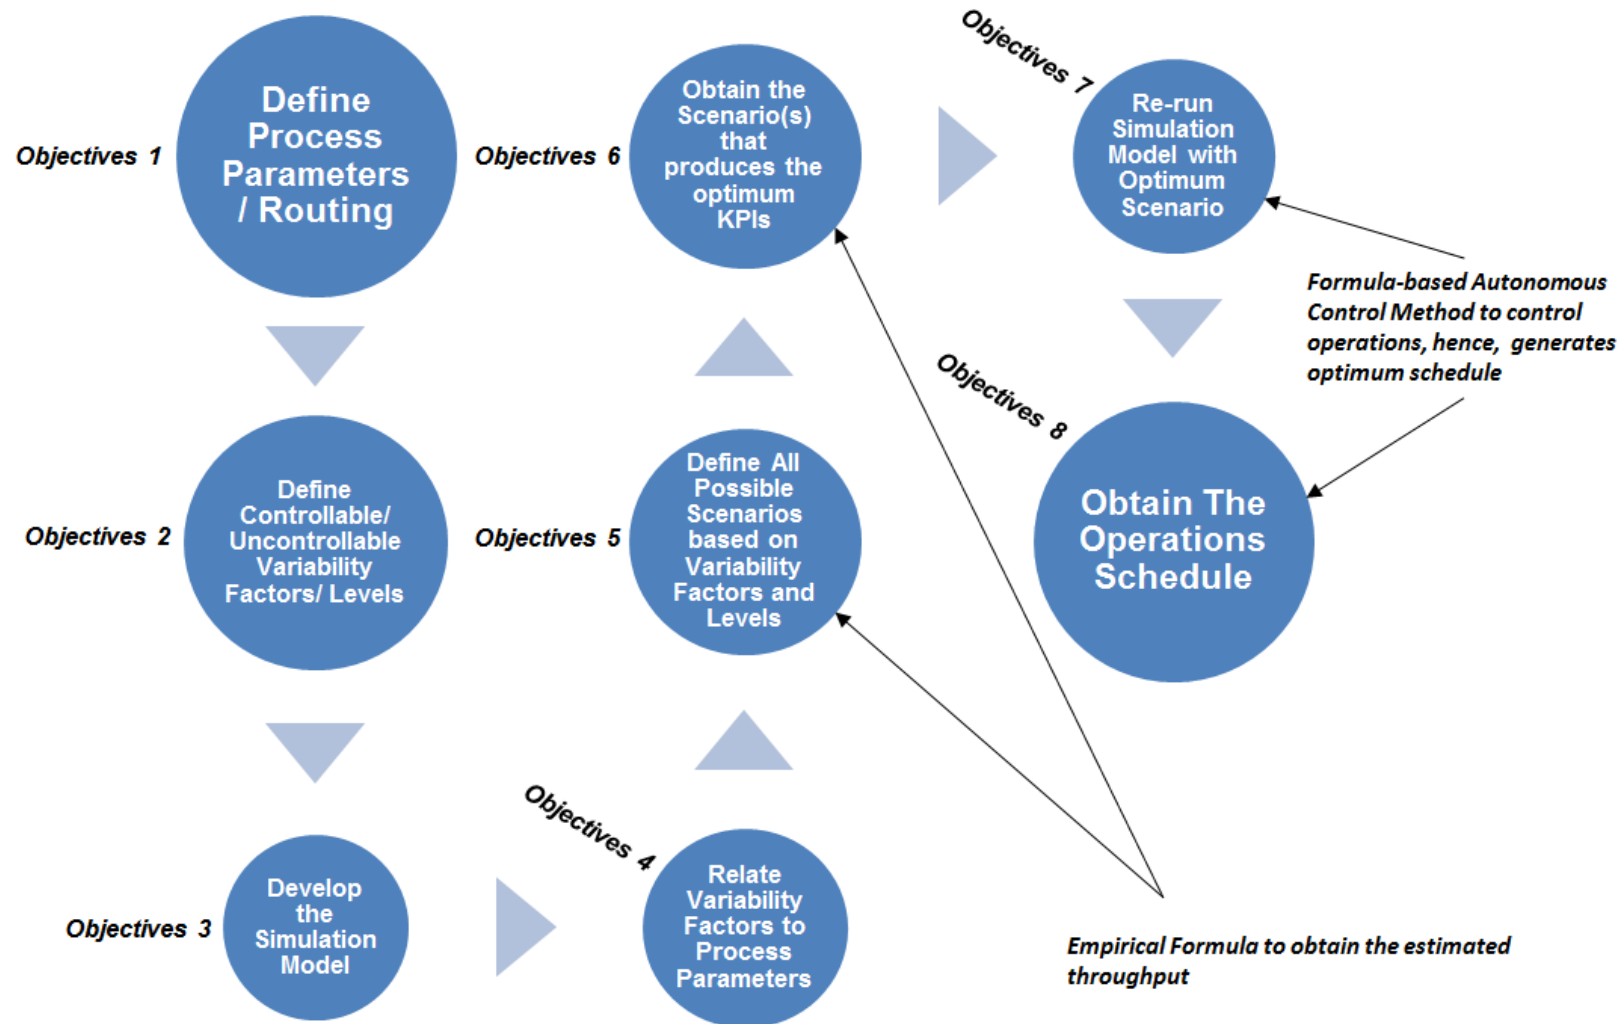 Objectives 1
Define
Process
Parameters
/ Routing
Objectives 2
Define
Controllable/
Uncontrollable
Variability
Factors/ Levels
Objectives 3
Develop
the
Simulation
Model
Objectives 4
Relate
Variability
Factors to
Process
Parameters
Objectives 5
Define All
Possible
Scenarios
based on
Variability
Factors and
Levels
Objectives 6
Obtain the
Scenario(s)
that
produces the
optimum
KPIs
Objectives 7
Re-run
Simulation
Model with
Optimum
Scenario
Objectives 8
Obtain The
Operations
Schedule
Formula-based Autonomous
Control Method to control
operations, hence, generates
optimum schedule
Empirical Formula to obtain the estimated
throughput